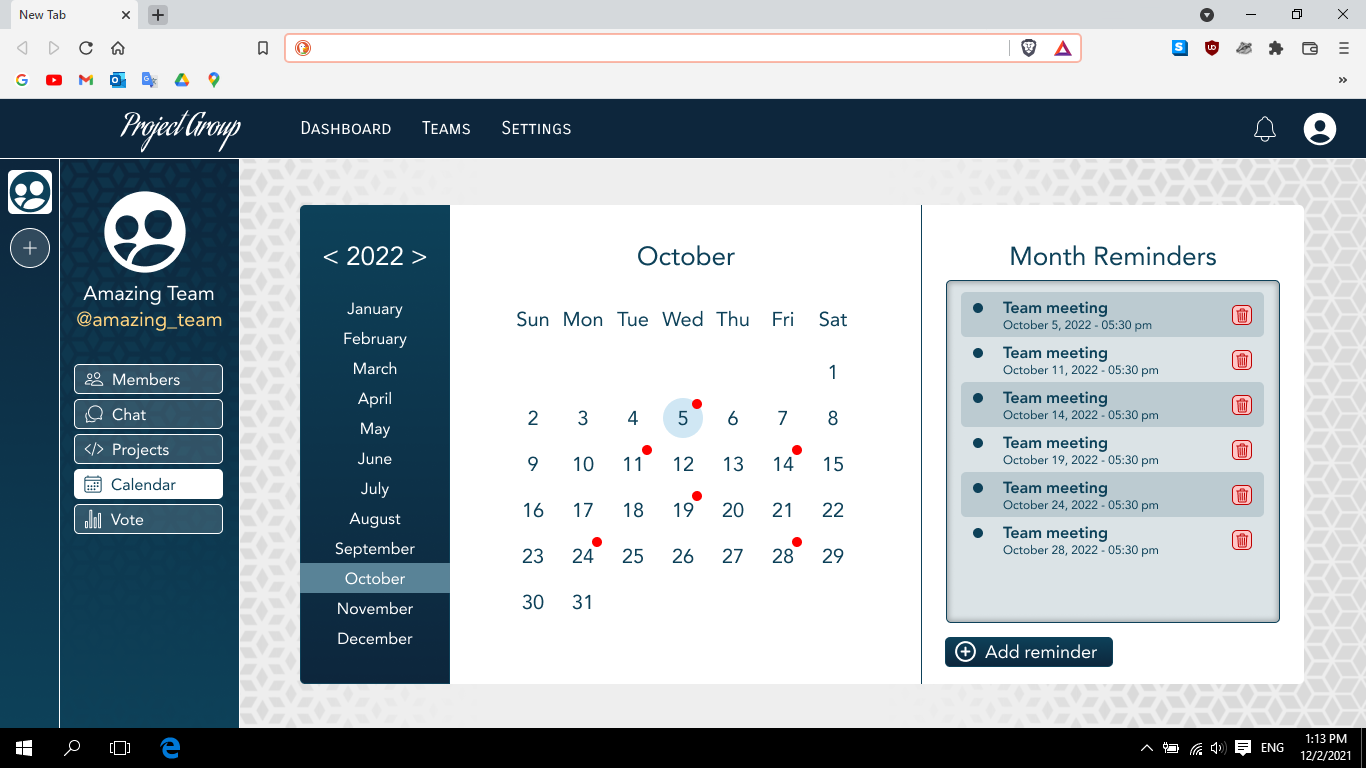 New Tab
ProjectGroup
Dashboard Teams Settings
Amazing Team
@amazing_team
Members
Chat
Projects
Calendar
Vote
< 2022 >
January
February
March
April
May
June
July
August
September
October
November
December
October
Sun Mon Tue Wed Thu Fri Sat
1
2 3 4 5 6 7 8
9 10 11 12 13 14 15
16 17 18 19 20 21 22
23 24 25 26 27 28 29
30 31
Month Reminders
Team meeting
October 5, 2022 - 05:30 pm
Team meeting
October 11, 2022 - 05:30 pm
Team meeting
October 14, 2022 - 05:30 pm
Team meeting
October 19, 2022 - 05:30 pm
Team meeting
October 24, 2022 - 05:30 pm
Team meeting
October 28, 2022 - 05:30 pm
Add reminder
ENG
1:13 PM
12/2/2021